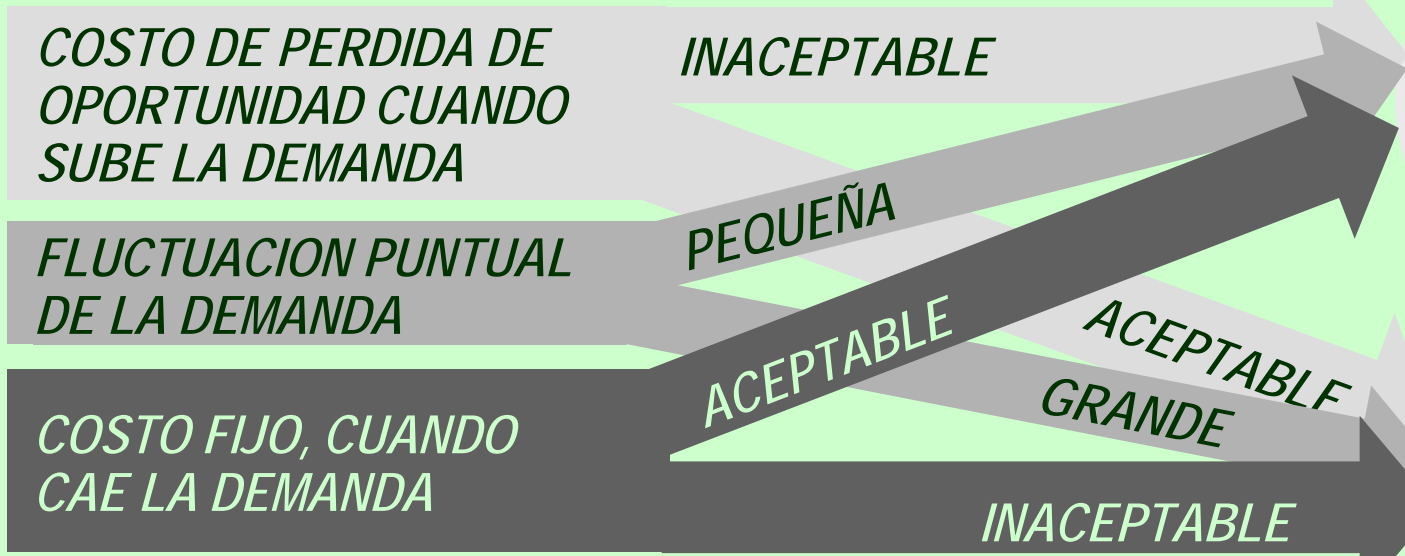 COSTO DE PERDIDA DE
OPORTUNIDAD CUANDO
SUBE LA DEMANDA
INACEPTABLE
FLUCTUACION PUNTUAL
DE LA DEMANDA
PEQUEÑA
COSTO FIJO, CUANDO
CAE LA DEMANDA
ACEPTABLE
ACEPTABLE
GRANDE
INACEPTABLE